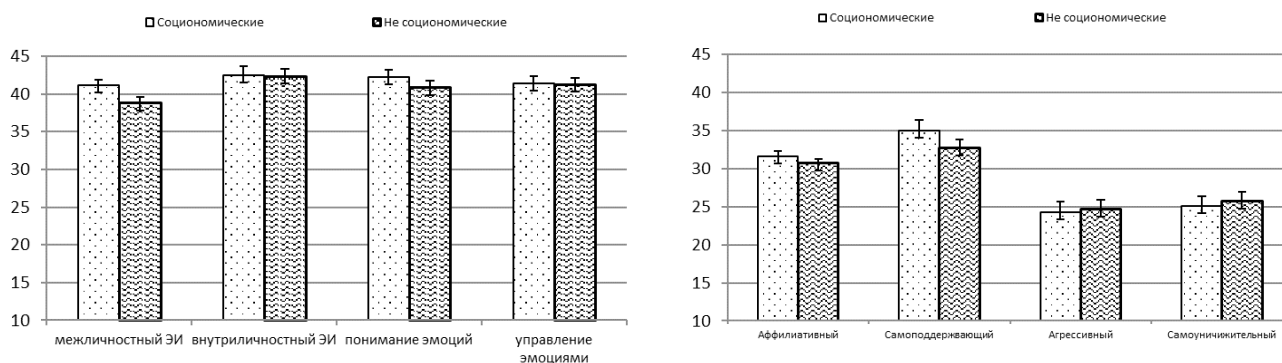 Социономические
Не социономические
45
40
35
30
25
20
15
10
межличностный ЭИ
внутриличностный ЭИ
понимание эмоций
управление
эмоциями
Социономические
Не социономические
45
40
35
30
25
20
15
10
Аффилиативный
Самоподдержвающий
Агрессивный
Самоуничижительный